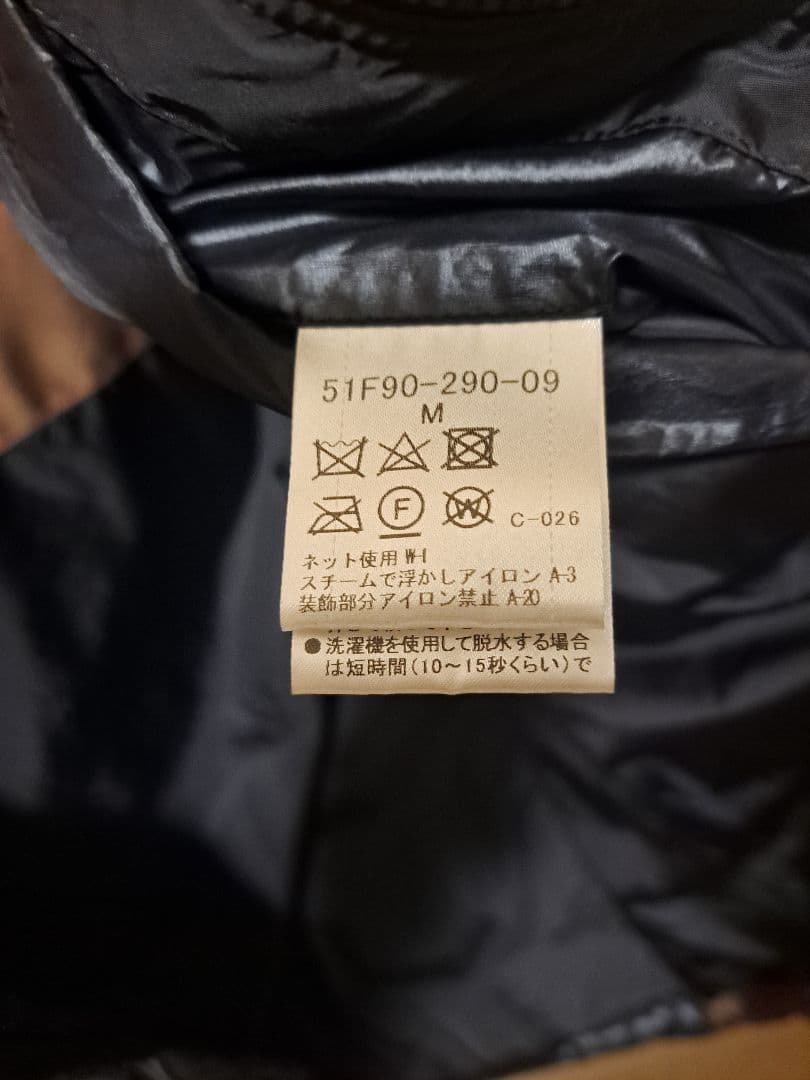 51F90-290-09
M
F
W
C-026
ネット使用 W-1
スチームで浮かしアイロン A-3
装飾部分アイロン禁止 A-20
●洗濯機を使用して脱水する場合
は短時間(10～15秒くらい)で